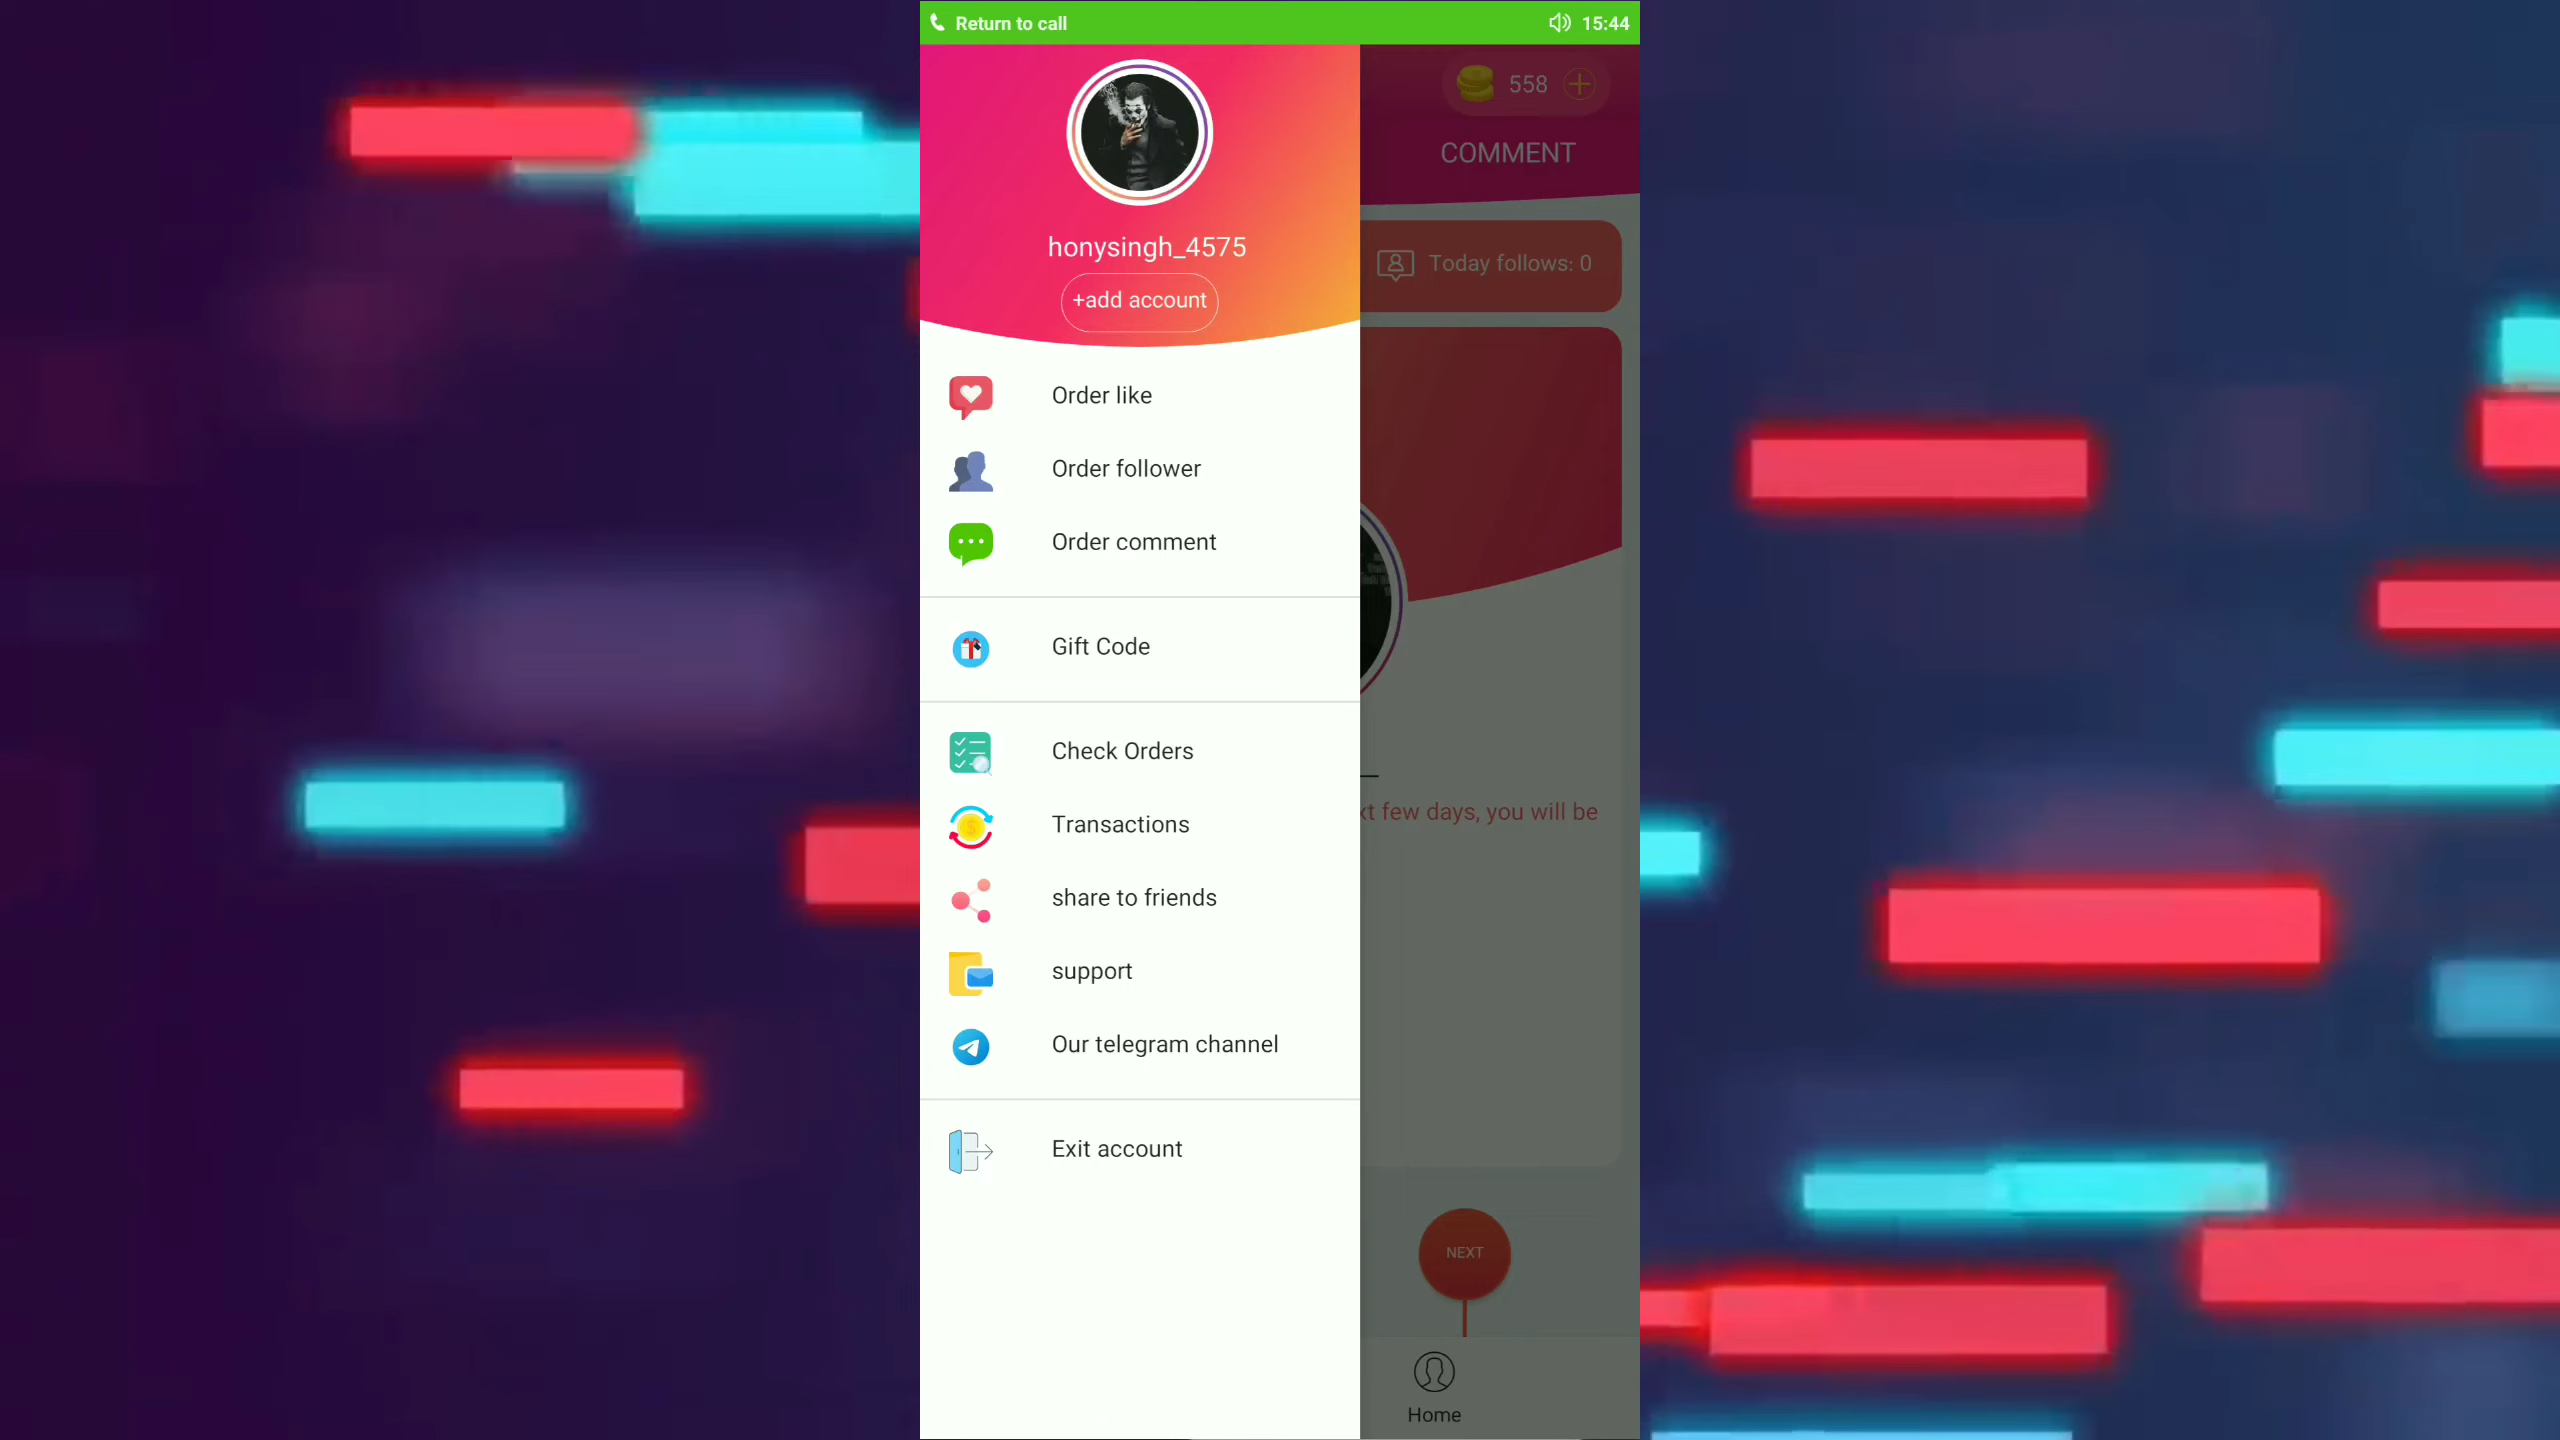 Return to call
15:44
558
COMMENT
honysingh_4575
+add account
Today follows: 0
Order like
Order follower
Order comment
Gift Code
Check Orders
Transactions
few days, you will be
share to friends
support
Our telegram channel
Exit account
NEXT
Home